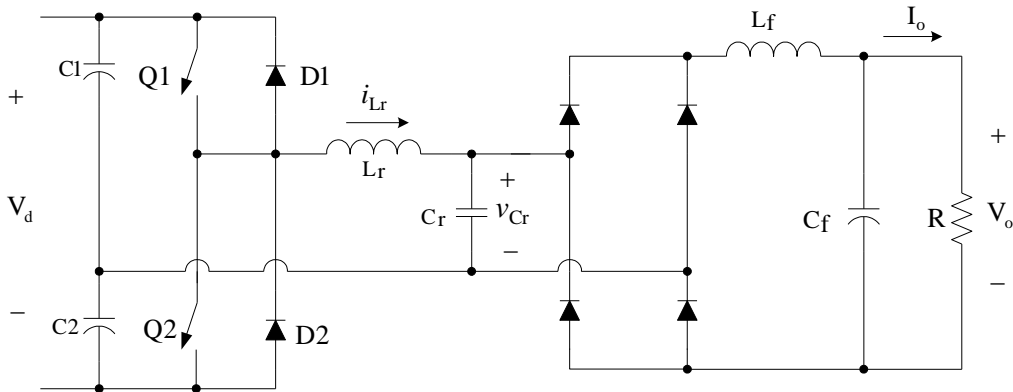 L_f
I_o
C1
Q1
D1
i_Lr
+
L_r
+
v_Cr
−
C_r
V_d
C_f
R
+
V_o
−
−
C2
Q2
D2